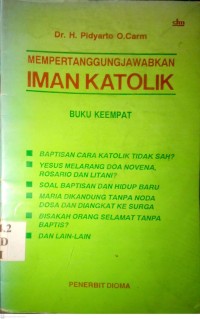 dm
Dr. H. Pidyarto O.Carm
MEMPERTANGGUNGJAWABKAN
IMAN KATOLIK
BUKU KEEMPAT
BAPTISAN CARA KATOLIK TIDAK SAH?
YESUS MELARANG DOA NOVENA,
ROSARIO DAN LITANI?
SOAL BAPTISAN DAN HIDUP BARU
MARIA DIKANDUNG TANPA NODA
DOSA DAN DIANGKAT KE SURGA
BISAKAH ORANG SELAMAT TANPA
BAPTIS?
DAN LAIN-LAIN
PENERBIT DIOMA